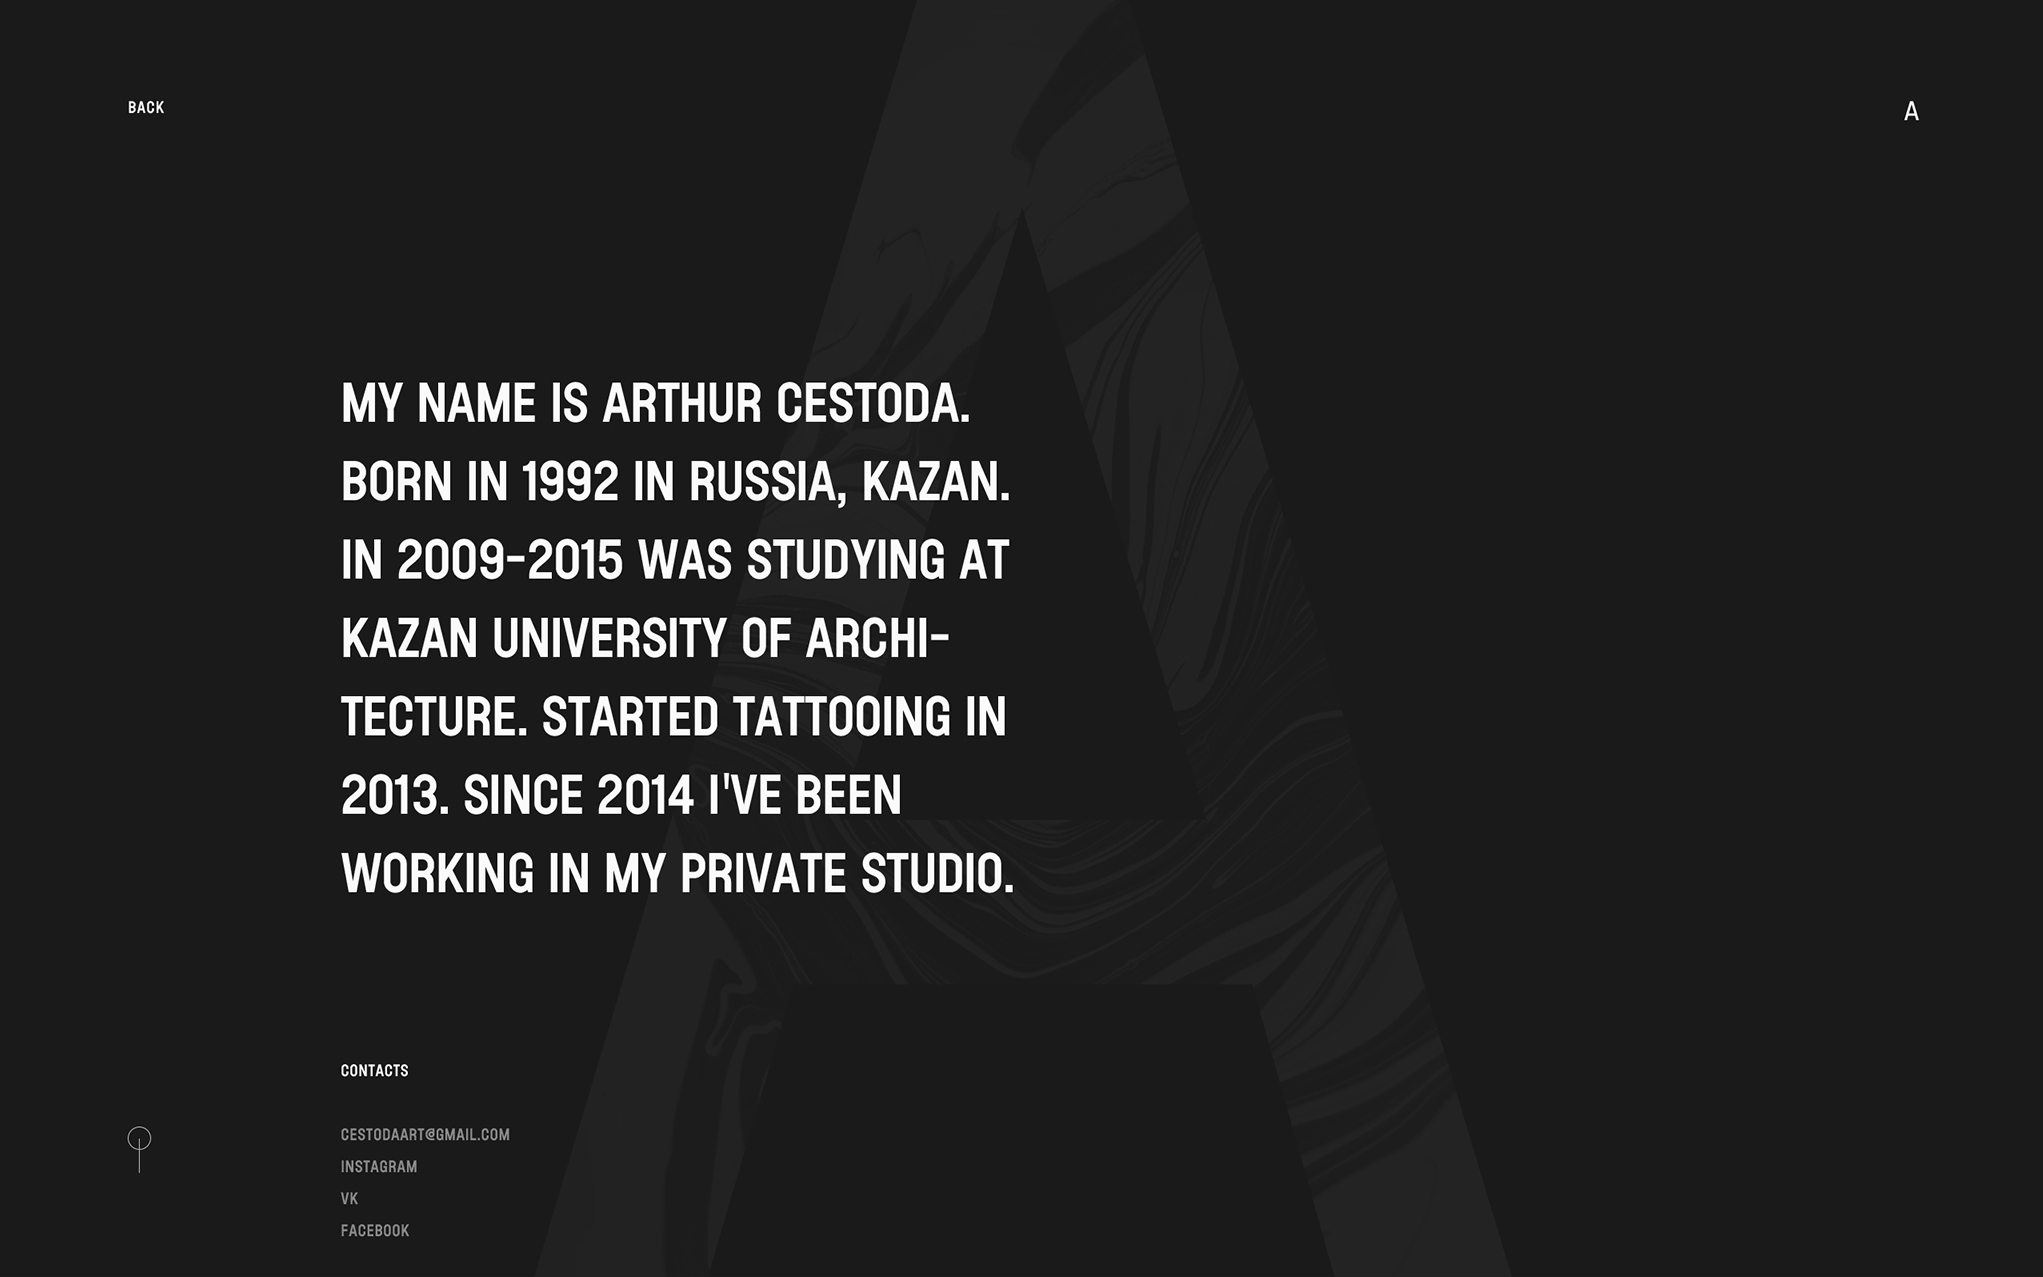 BACK
A
MY NAME IS ARTHUR CESTODA.
BORN IN 1992 IN RUSSIA, KAZAN.
IN 2009-2015 WAS STUDYING AT
KAZAN UNIVERSITY OF ARCHI-
TECTURE. STARTED TATTOOING IN
2013. SINCE 2014 I'VE BEEN
WORKING IN MY PRIVATE STUDIO.
CONTACTS
CESTODAART@GMAIL.COM
INSTAGRAM
VK
FACEBOOK